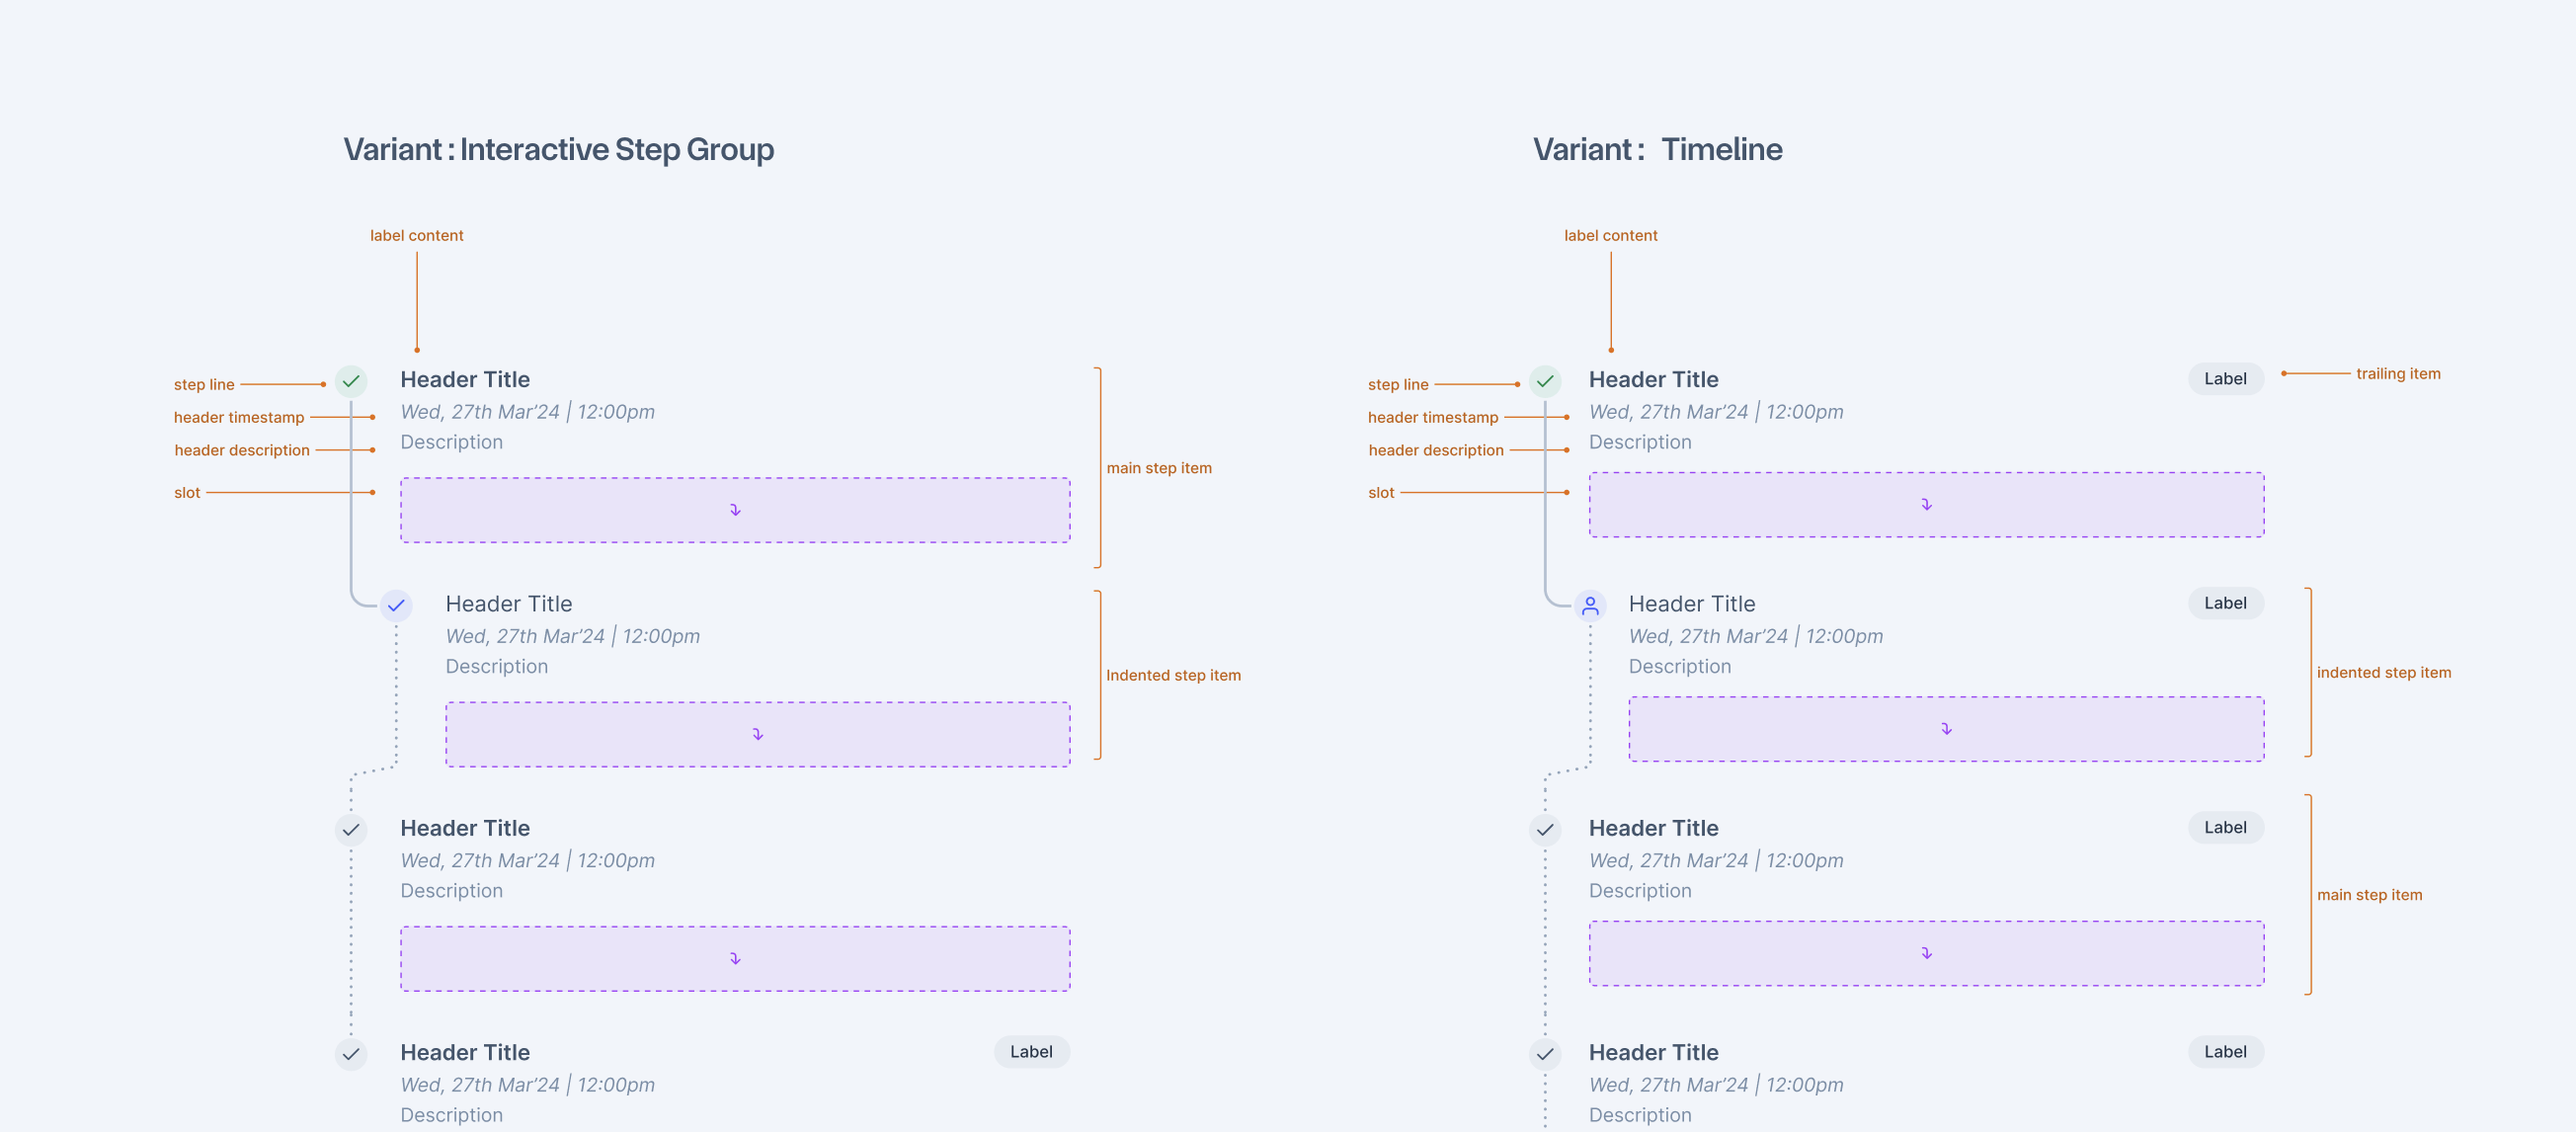 Variant : Interactive Step Group
label content
step line
Header Title
header timestamp
Wed, 27th Mar’24 | 12:00pm
header description
Description
slot
main step item
Header Title
Wed, 27th Mar’24 | 12:00pm
Description
Indented step item
Header Title
Wed, 27th Mar’24 | 12:00pm
Description
Header Title
Label
Wed, 27th Mar’24 | 12:00pm
Description
Variant : Timeline
label content
step line
Header Title
Label
trailing item
header timestamp
Wed, 27th Mar’24 | 12:00pm
header description
Description
slot
Header Title
Label
Wed, 27th Mar’24 | 12:00pm
Description
indented step item
Header Title
Label
Wed, 27th Mar’24 | 12:00pm
Description
main step item
Header Title
Label
Wed, 27th Mar’24 | 12:00pm
Description